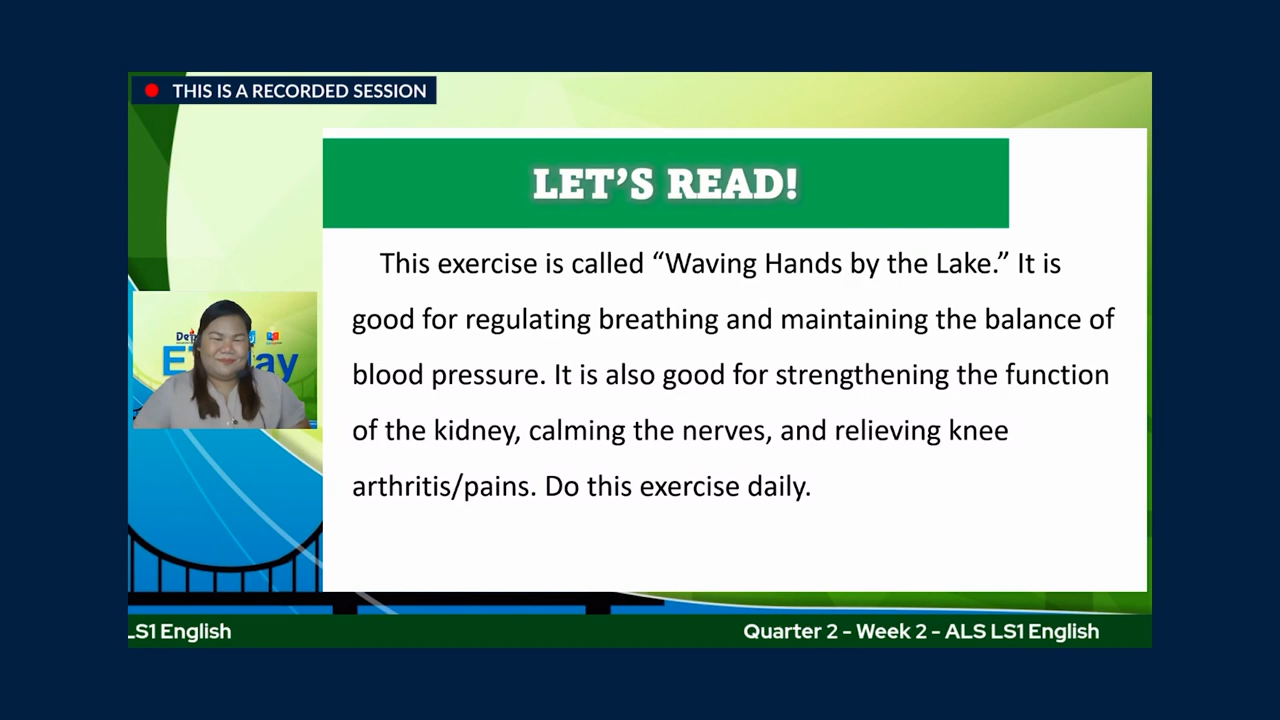 THIS IS A RECORDED SESSION
LET'S READ!
This exercise is called “Waving Hands by the Lake.” It is
good for regulating breathing and maintaining the balance of
blood pressure. It is also good for strengthening the function
of the kidney, calming the nerves, and relieving knee
arthritis/pains. Do this exercise daily.
LS1 English
Quarter 2 - Week 2 - ALS LS1 English